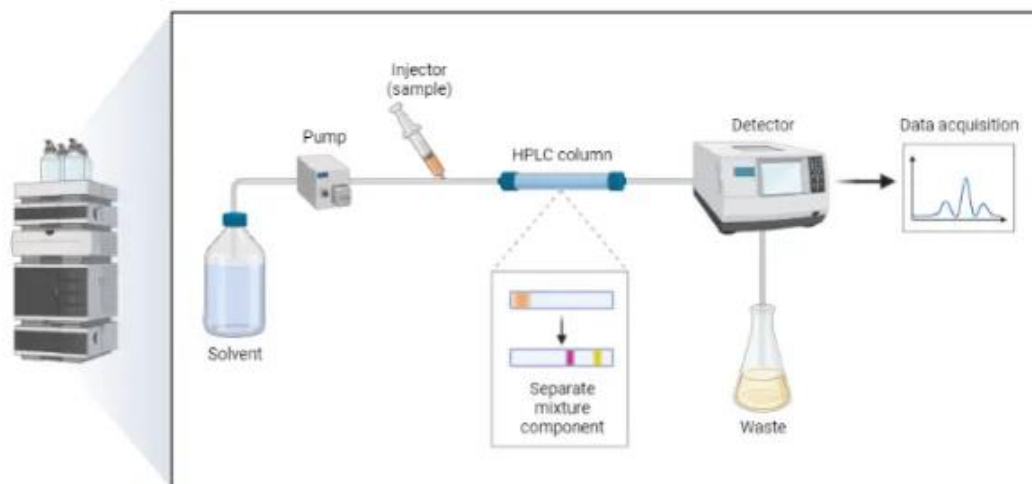 Injector
(sample)
Pump
HPLC column
Detector
Data acquisition
Solvent
Separate
mixture
component
Waste